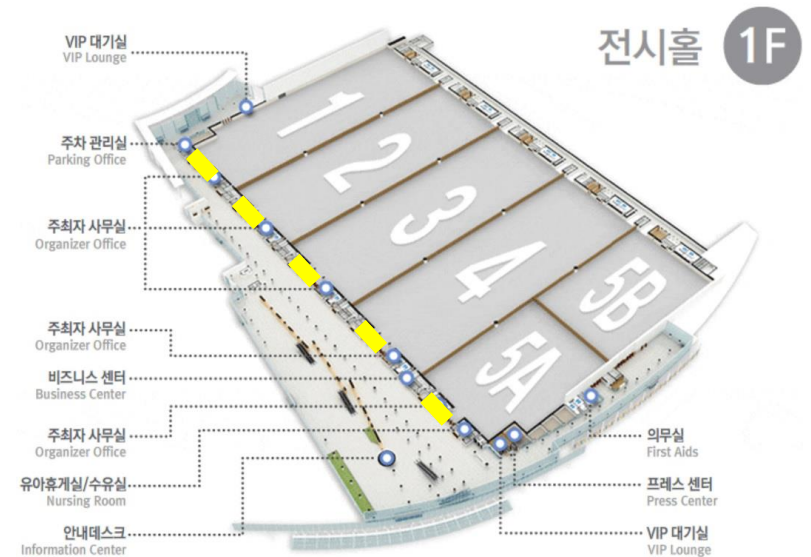 전시홀 1F
VIP 대기실
VIP Lounge
주차 관리실
Parking Office
주최자 사무실
Organizer Office
주최자 사무실
Organizer Office
비즈니스 센터
Business Center
주최자 사무실
Organizer Office
유아휴게실/수유실
Nursing Room
안내데스크
Information Center
1
2
3
4
5A
5B
의무실
First Aids
프레스 센터
Press Center
VIP 대기실
VIP Lounge